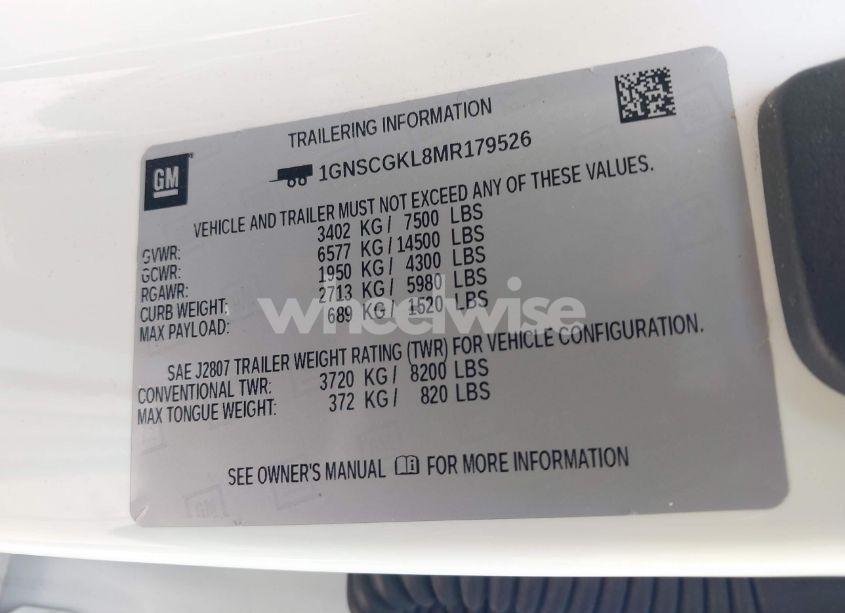 TRAILERING INFORMATION
GM
1GNSCGKL8MR179526
VEHICLE AND TRAILER MUST NOT EXCEED ANY OF THESE VALUES.
GVWR: 3402 KG / 7500 LBS
GCWR: 6577 KG / 14500 LBS
RGAWR: 1950 KG / 4300 LBS
CURB WEIGHT: 2713 KG / 5980 LBS
MAX PAYLOAD: 689 KG / 1520 LBS
wheelwise
SAE J2807 TRAILER WEIGHT RATING (TWR) FOR VEHICLE CONFIGURATION.
CONVENTIONAL TWR: 3720 KG / 8200 LBS
MAX TONGUE WEIGHT: 372 KG / 820 LBS
SEE OWNER'S MANUAL FOR MORE INFORMATION